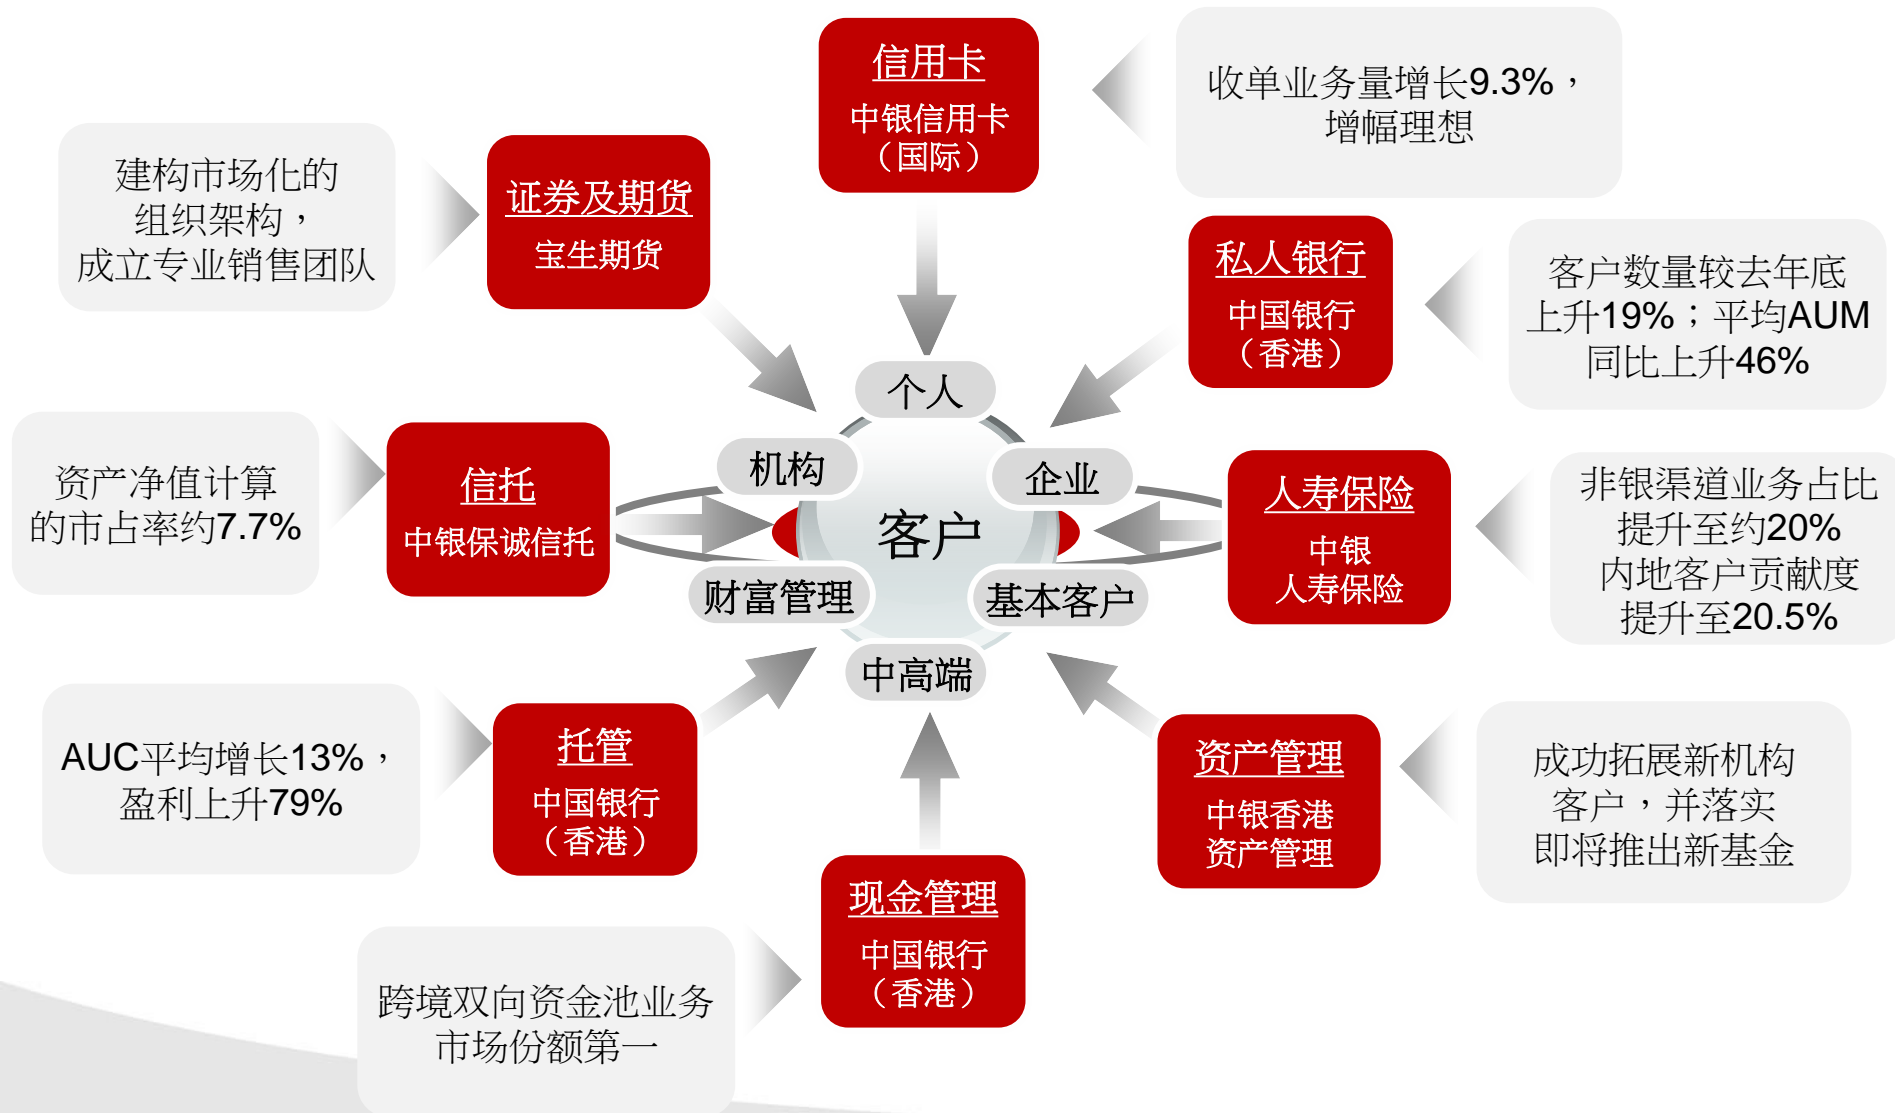 信用卡
中银信用卡
（国际）
收单业务量增长9.3%，
增幅理想
建构市场化的
组织架构，
成立专业销售团队
证券及期货
宝生期货
私人银行
中国银行
（香港）
客户数量较去年底
上升19%；平均AUM
同比上升46%
个人
机构
企业
客户
财富管理
基本客户
中高端
资产净值计算
的市占率约7.7%
信托
中银保诚信托
人寿保险
中银
人寿保险
非银渠道业务占比
提升至约20%
内地客户贡献度
提升至20.5%
AUC平均增长13%，
盈利上升79%
托管
中国银行
（香港）
资产管理
中银香港
资产管理
成功拓展新机构
客户，并落实
即将推出新基金
现金管理
中国银行
（香港）
跨境双向资金池业务
市场份额第一